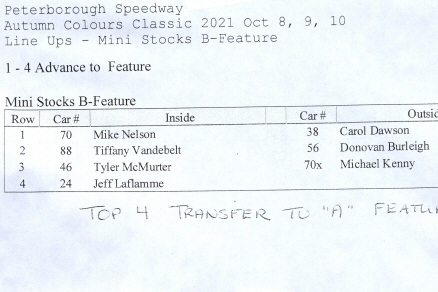 Peterborough Speedway
Autumn Colours Classic 2021 Oct 8, 9, 10
Line Ups - Mini Stocks B-Feature
1 - 4 Advance to Feature
Mini Stocks B-Feature
Row Car # Inside Car # Outsid
1 70 Mike Nelson 38 Carol Dawson
2 88 Tiffany Vandebelt 56 Donovan Burleigh
3 46 Tyler McMurter 70x Michael Kenny
4 24 Jeff Laflamme
TOP 4 TRANSFER TO "A" FEATU